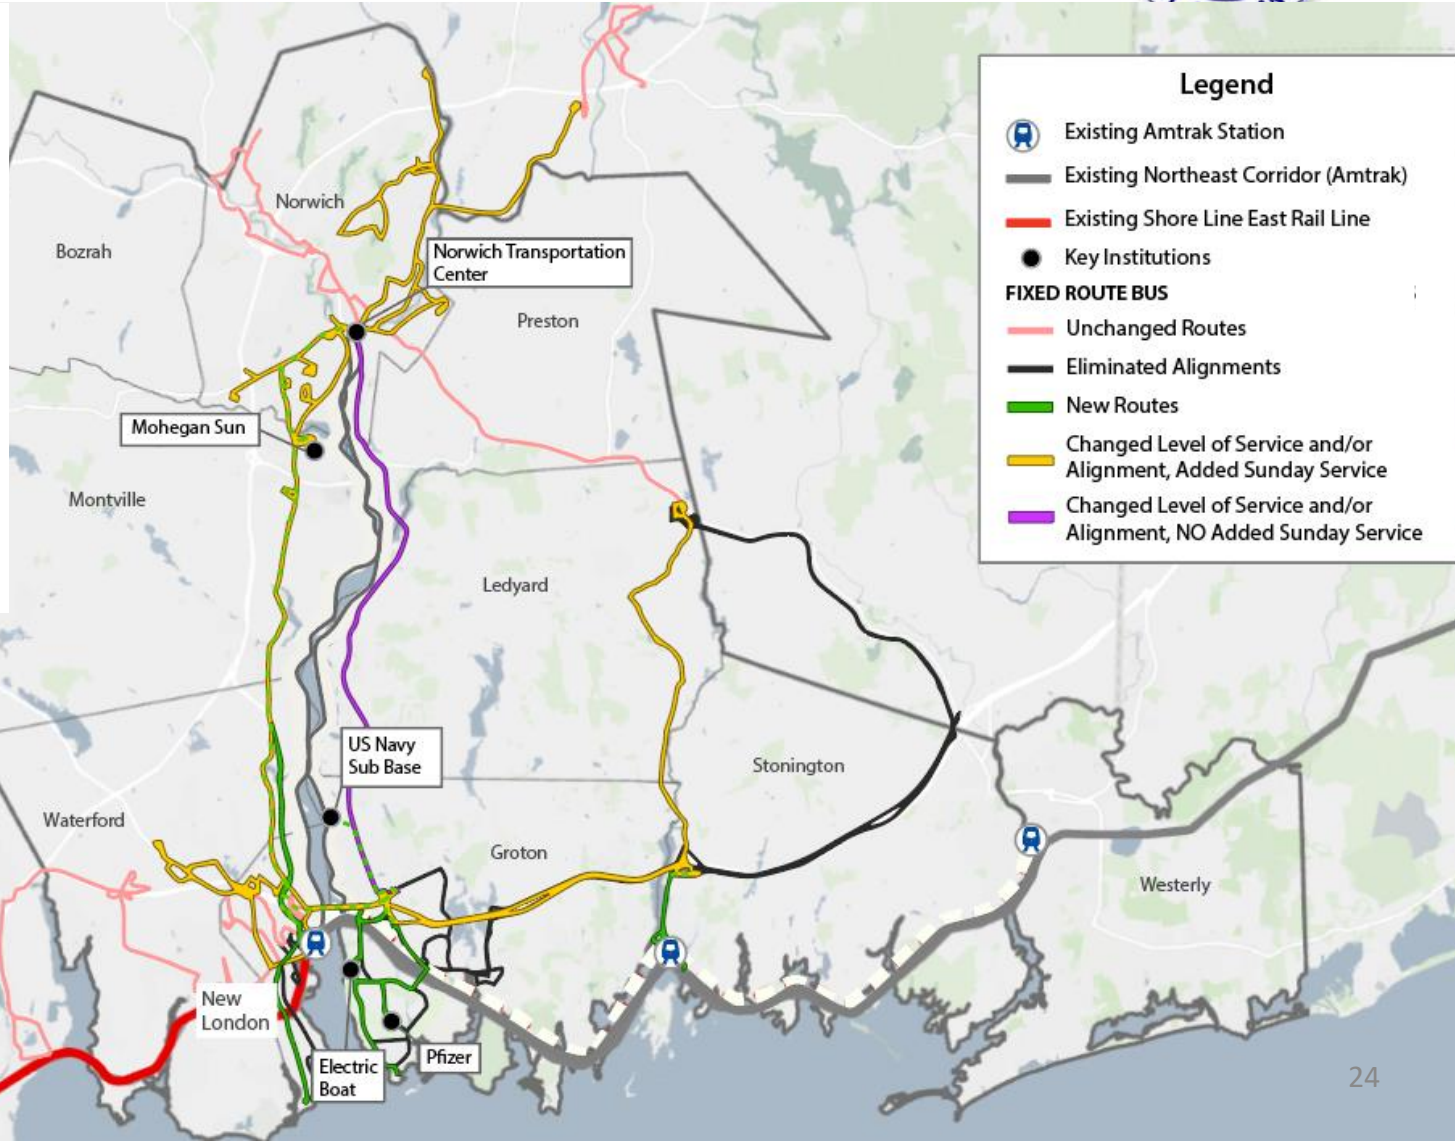 Legend
Existing Amtrak Station
Existing Northeast Corridor (Amtrak)
Existing Shore Line East Rail Line
Key Institutions
FIXED ROUTE BUS
Unchanged Routes
Eliminated Alignments
New Routes
Changed Level of Service and/or
Alignment, Added Sunday Service
Changed Level of Service and/or
Alignment, NO Added Sunday Service
Norwich
Bozrah
Norwich Transportation
Center
Preston
Mohegan Sun
Montville
Ledyard
US Navy
Sub Base
Stonington
Waterford
Groton
Westerly
New
London
Electric
Boat
Pfizer
24